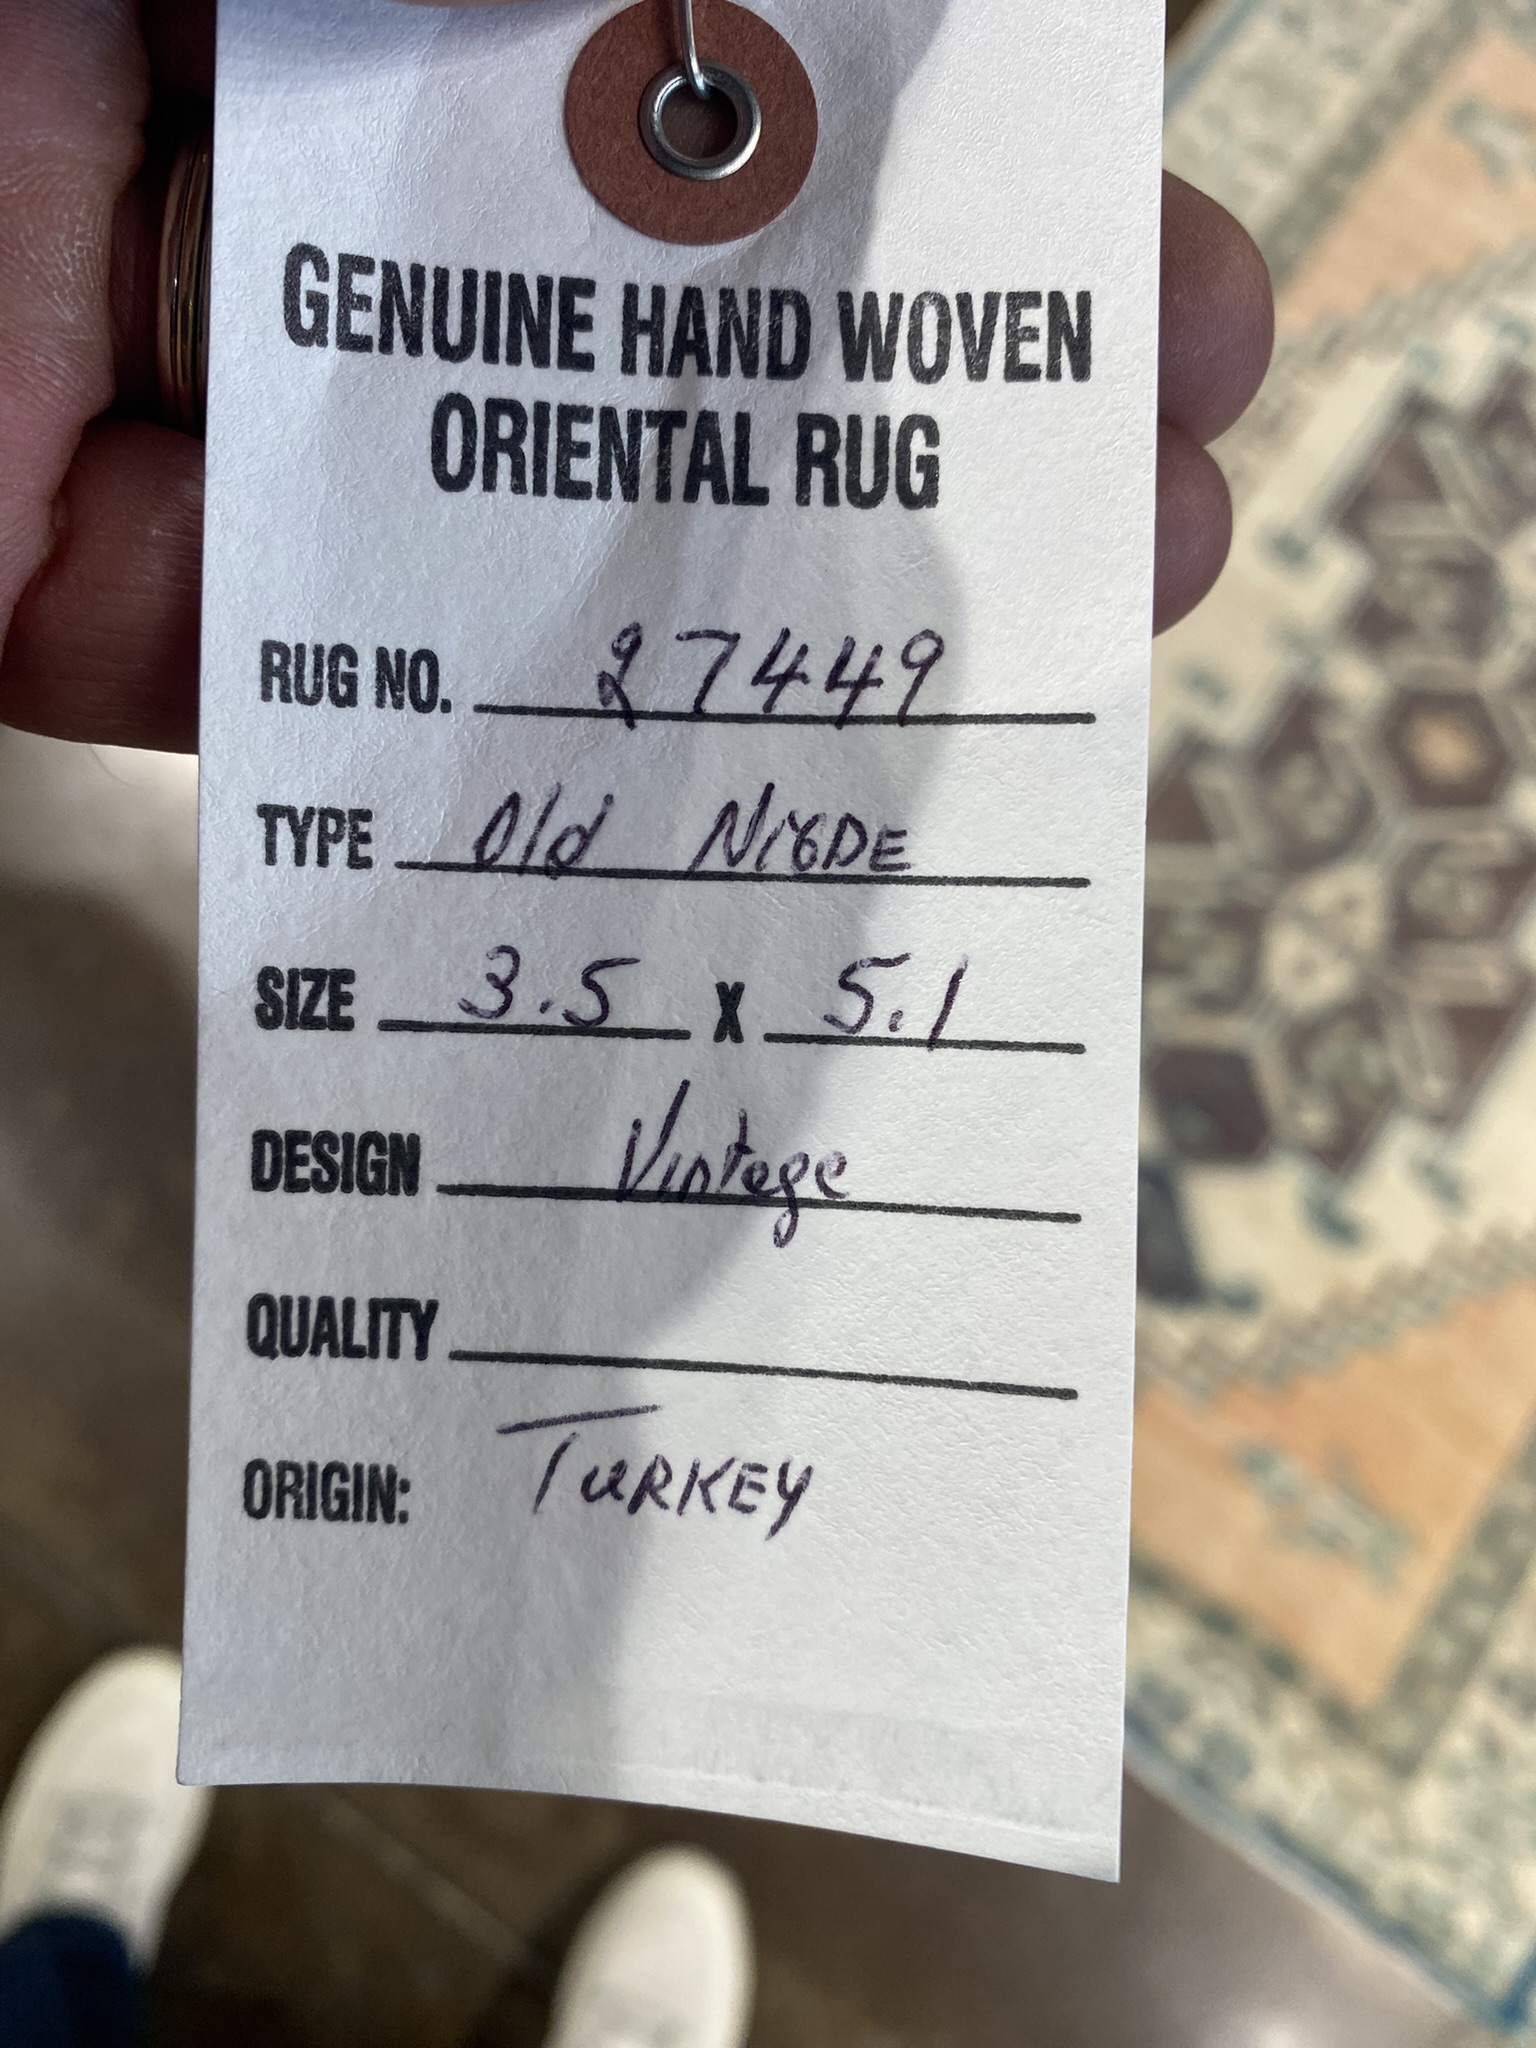 GENUINE HAND WOVEN
ORIENTAL RUG
RUG NO. 27449
TYPE Old NIGDE
SIZE 3.5 X 5.1
DESIGN Vintage
QUALITY
ORIGIN: TURKEY